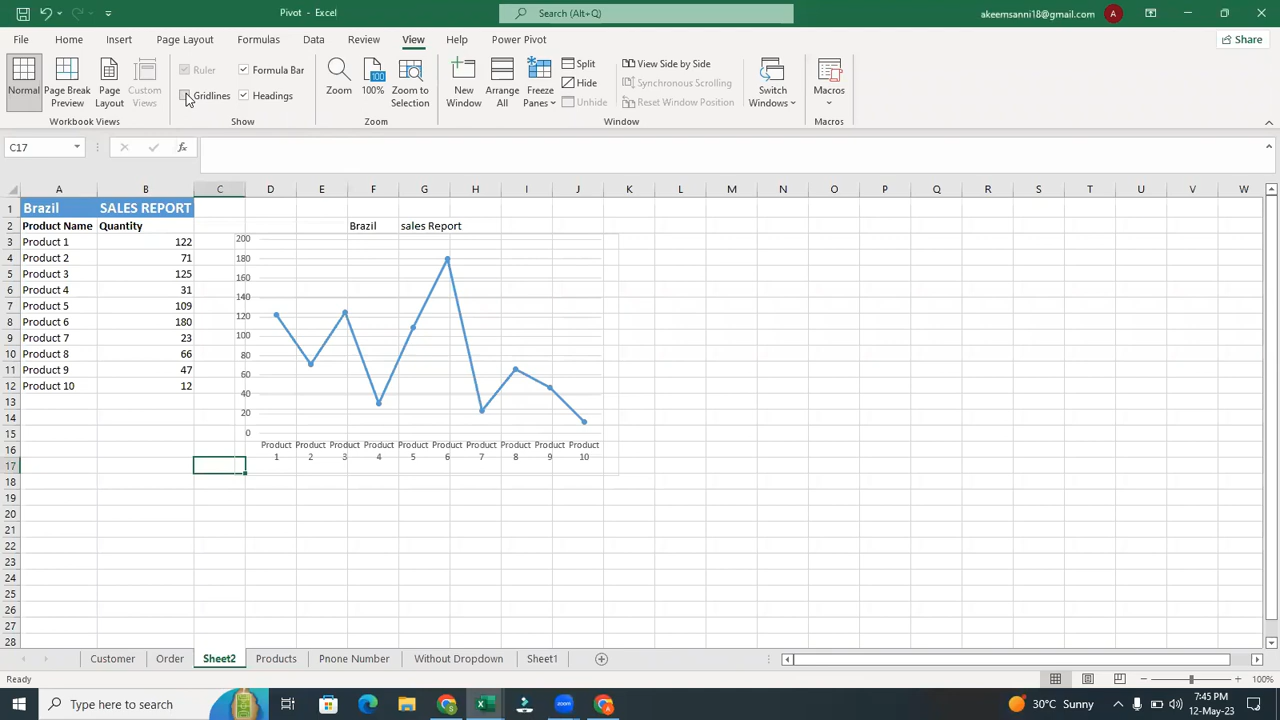 Pivot - Excel
Search (Alt+Q)
akeemsanni18@gmail.com
A
File Home Insert Page Layout Formulas Data Review View Help Power Pivot
Share
Normal
Page Break Preview
Page Layout
Custom Views
Workbook Views
Ruler
Formula Bar
Gridlines
Headings
Show
Zoom
100
100%
Zoom to Selection
Zoom
New Window
Arrange All
Freeze Panes
Split
Hide
Unhide
View Side by Side
Synchronous Scrolling
Reset Window Position
Window
Switch Windows
Macros
Macros
C17
fx
A B C D E F G H I J K L M N O P Q R S T U V W
1 Brazil SALES REPORT
2 Product Name Quantity Brazil sales Report
3 Product 1 122
4 Product 2 71
5 Product 3 125
6 Product 4 31
7 Product 5 109
8 Product 6 180
9 Product 7 23
10 Product 8 66
11 Product 9 47
12 Product 10 12
13
14
15
16
17
18
19
20
21
22
23
24
25
26
27
28
200
180
160
140
120
100
80
60
40
20
0
Product Product Product Product Product Product Product Product Product Product
1 2 3 4 5 6 7 8 9 10
Customer Order Sheet2 Products Pnone Number Without Dropdown Sheet1
Ready
100%
Type here to search
30°C Sunny
7:45 PM
12-May-23